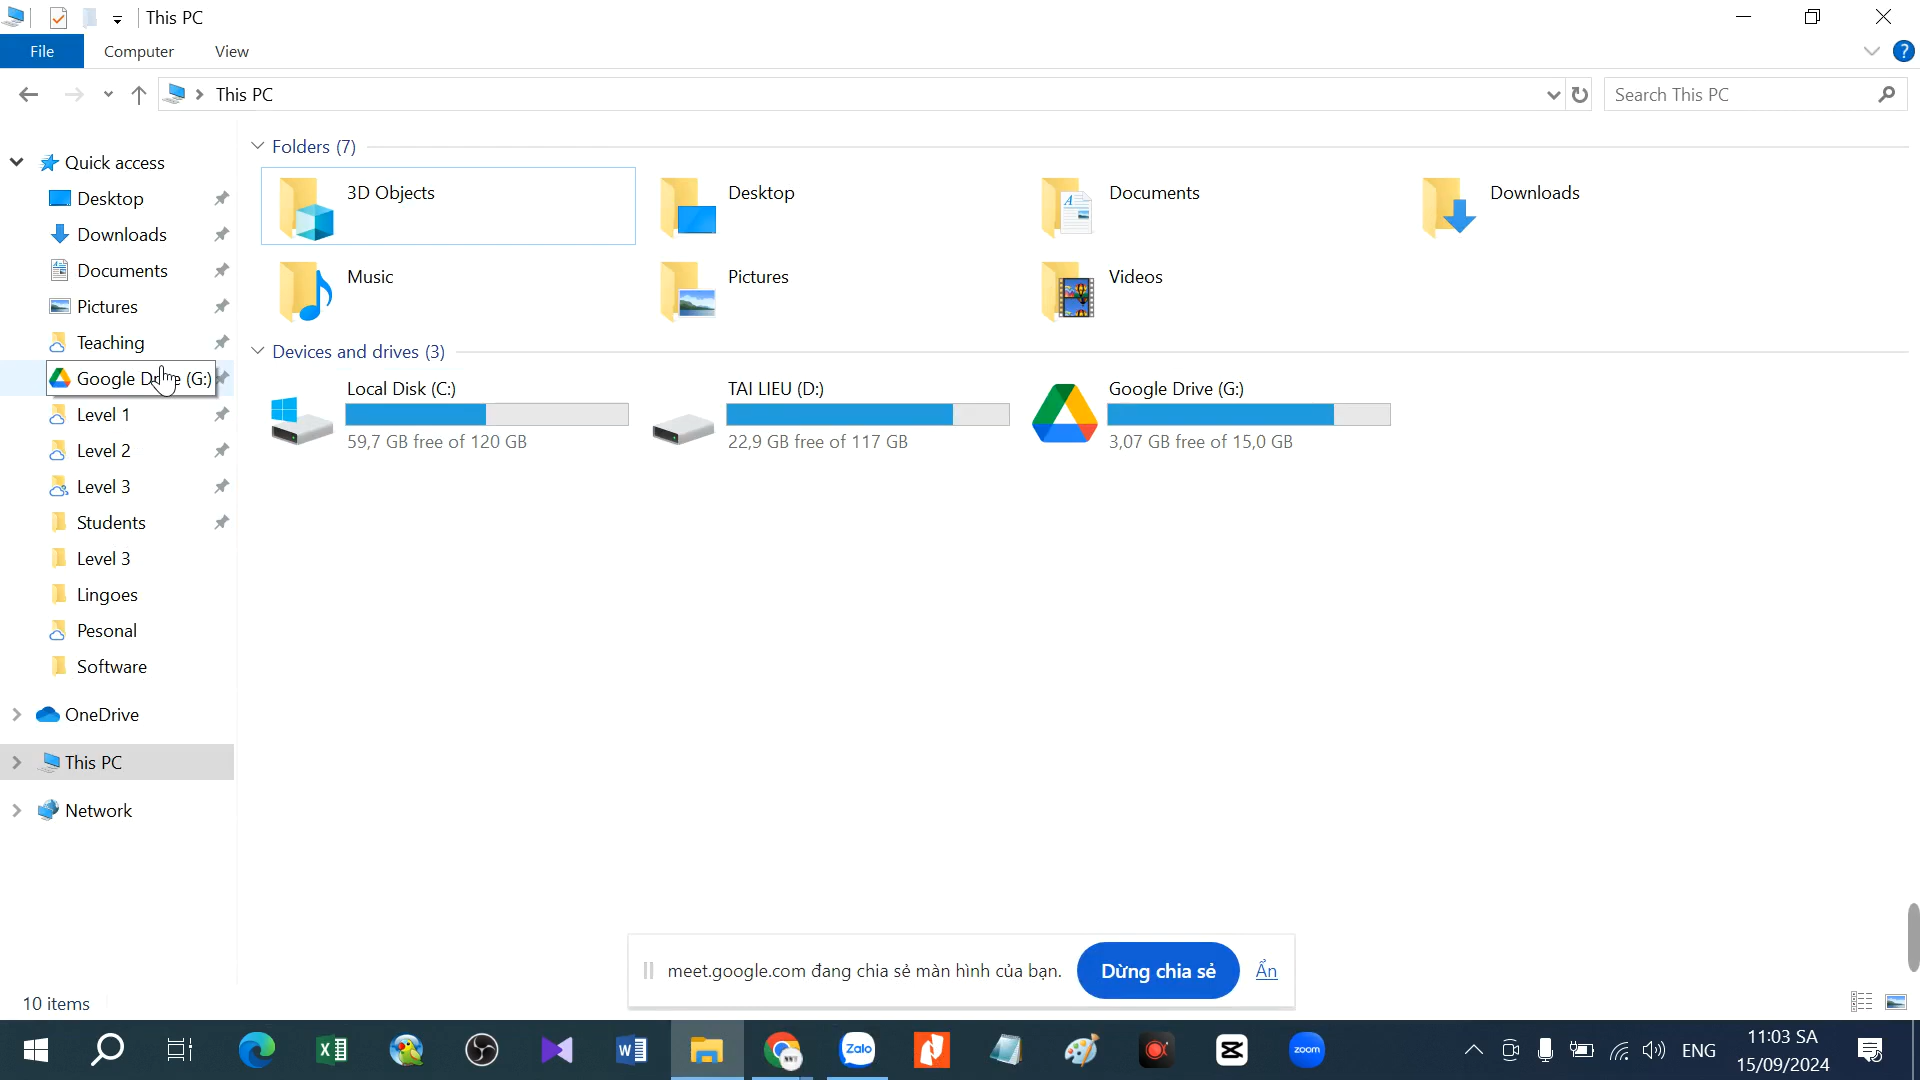 This PC
File Computer View
This PC
Search This PC
Quick access
Desktop
Downloads
Documents
Pictures
Teaching
Google Drive (G:)
Level 1
Level 2
Level 3
Students
Level 3
Lingoes
Pesonal
Software
OneDrive
This PC
Network
Folders (7)
3D Objects
Desktop
Documents
Downloads
Music
Pictures
Videos
Devices and drives (3)
Local Disk (C:)
59,7 GB free of 120 GB
TAI LIEU (D:)
22,9 GB free of 117 GB
Google Drive (G:)
3,07 GB free of 15,0 GB
meet.google.com đang chia sẻ màn hình của bạn. Dừng chia sẻ Ẩn
10 items
Zalo
zoom
ENG
11:03 SA
15/09/2024